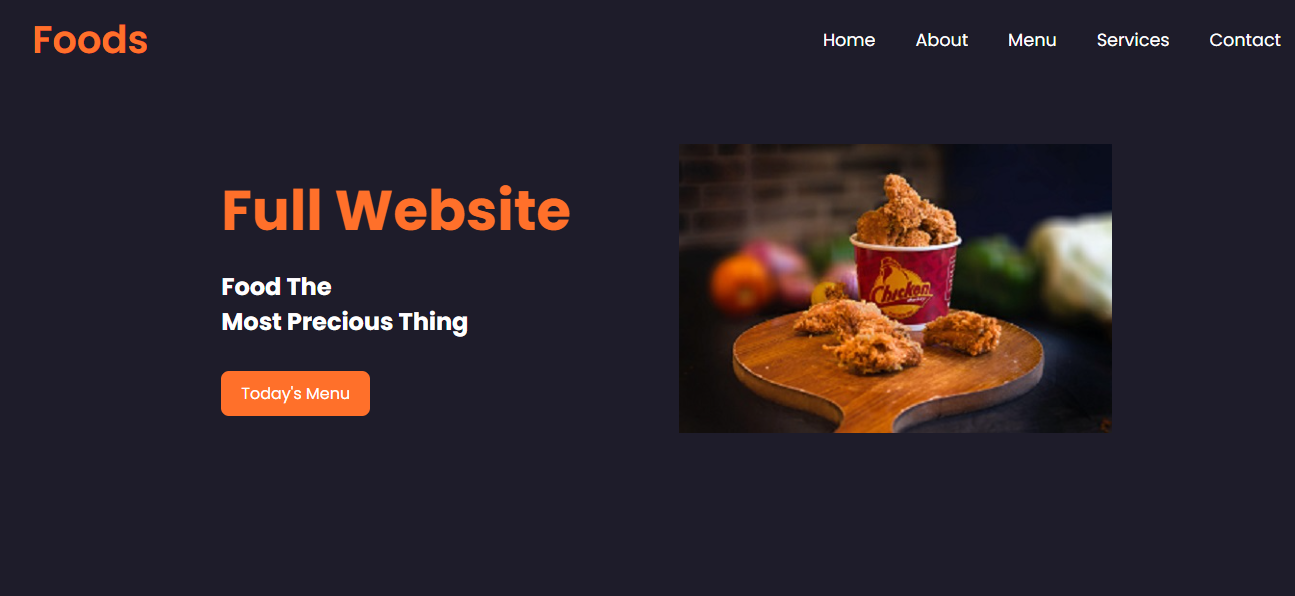 Foods
Home About Menu Services Contact
Full Website
Food The
Most Precious Thing
Today's Menu
Chicken